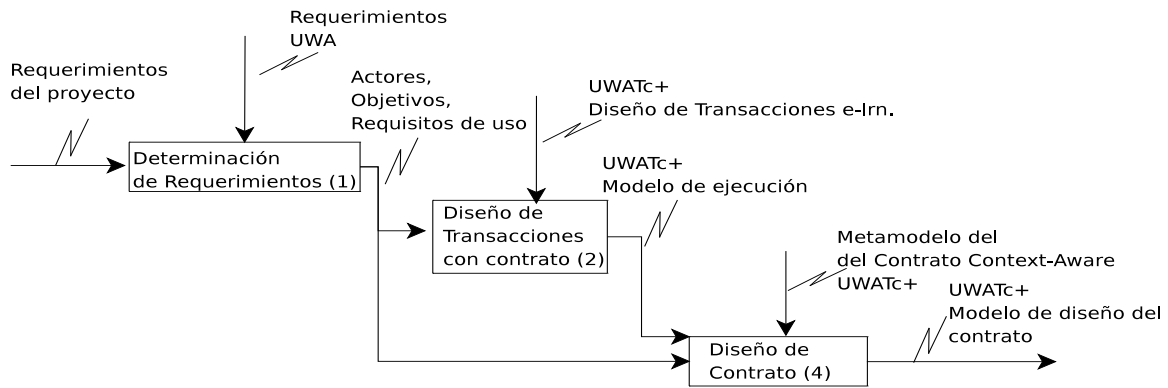 Requerimientos
UWA
Requerimientos
del proyecto
Actores,
Objetivos,
Requisitos de uso
UWATc+
Diseño de Transacciones e-lrn.
Determinación
de Requerimientos (1)
UWATc+
Modelo de ejecución
Diseño de
Transacciones
con contrato (2)
Metamodelo del
del Contrato Context-Aware
UWATc+
UWATc+
Modelo de diseño del
contrato
Diseño de
Contrato (4)